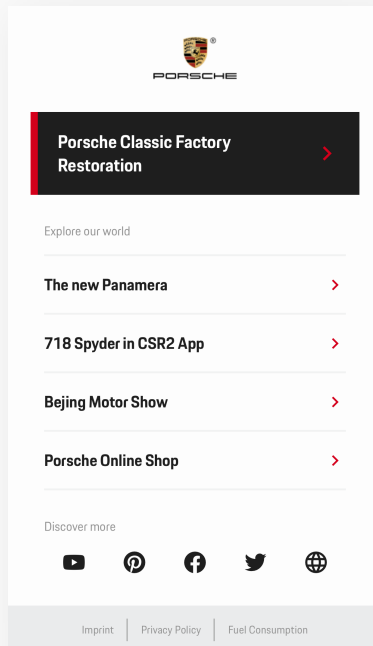 ®
PORSCHE
Porsche Classic Factory
Restoration
Explore our world
The new Panamera
718 Spyder in CSR2 App
Bejing Motor Show
Porsche Online Shop
Discover more
Imprint | Privacy Policy | Fuel Consumption